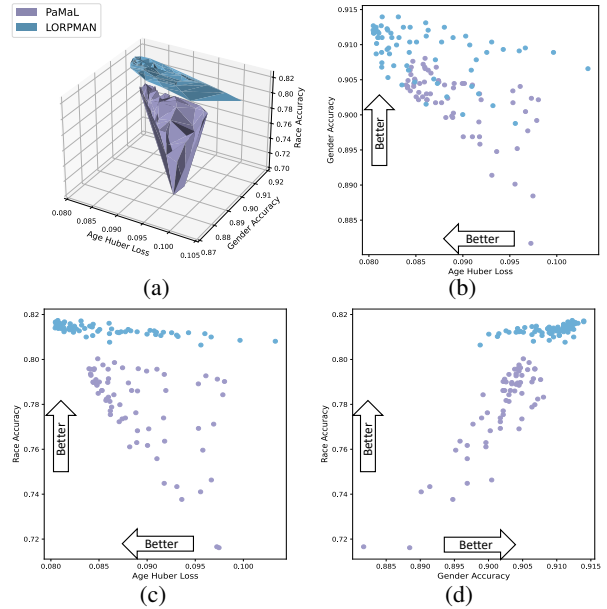 PaMaL
LORPMAN
0.82
0.80
0.78
0.76
0.74
0.72
0.70
Race Accuracy
0.92
0.91
0.90
0.89
0.88
0.87
Gender Accuracy
0.080
0.085
0.090
0.095
0.100
0.105
Age Huber Loss
(a)
0.915
0.910
0.905
0.900
0.895
0.890
0.885
Gender Accuracy
Better
Better
0.080
0.085
0.090
0.095
0.100
Age Huber Loss
(b)
0.82
0.80
0.78
0.76
0.74
0.72
Race Accuracy
Better
Better
0.080
0.085
0.090
0.095
0.100
Age Huber Loss
(c)
0.82
0.80
0.78
0.76
0.74
0.72
Race Accuracy
Better
Better
0.885
0.890
0.895
0.900
0.905
0.910
0.915
Gender Accuracy
(d)